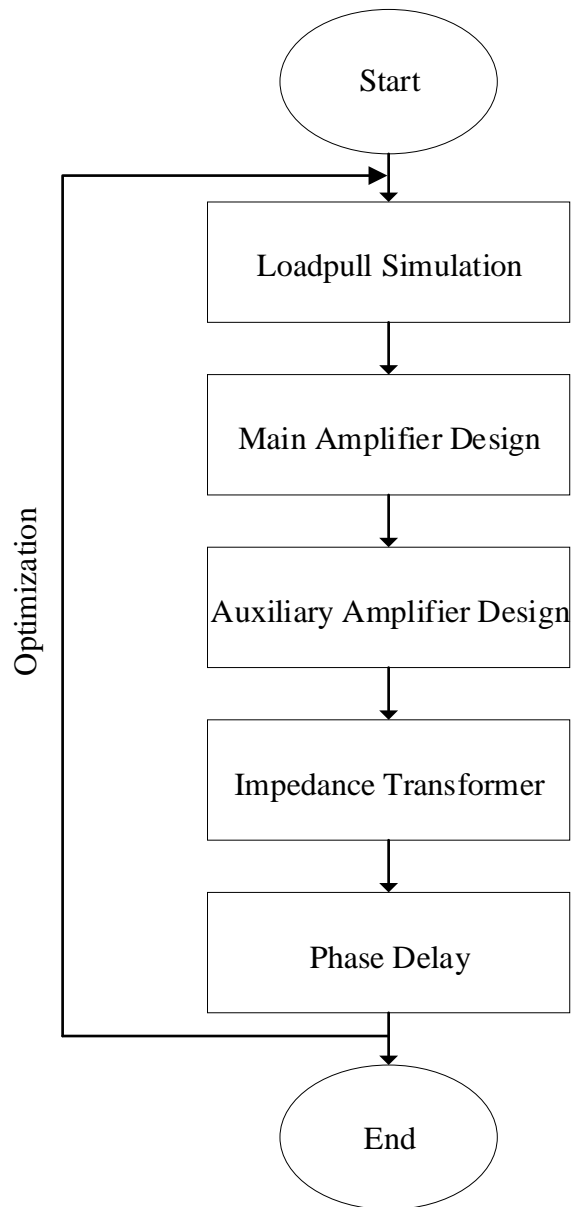 Start
Loadpull Simulation
Main Amplifier Design
Auxiliary Amplifier Design
Impedance Transformer
Phase Delay
End
Optimization